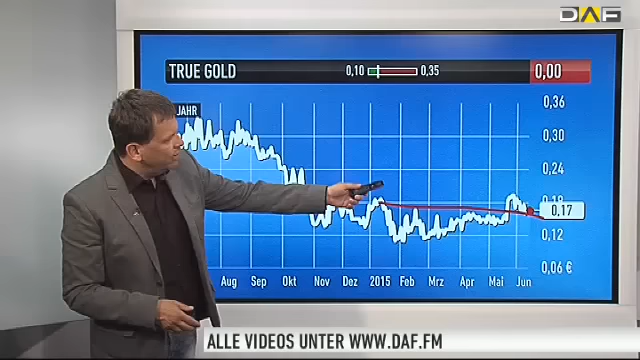 DAF
TRUE GOLD 0,10 0,35 0,00
JAHR
0,36
0,30
0,24
0,18
0,17
0,12
0,06 €
Aug Sep Okt Nov Dez 2015 Feb Mrz Apr Mai Jun
ALLE VIDEOS UNTER WWW.DAF.FM